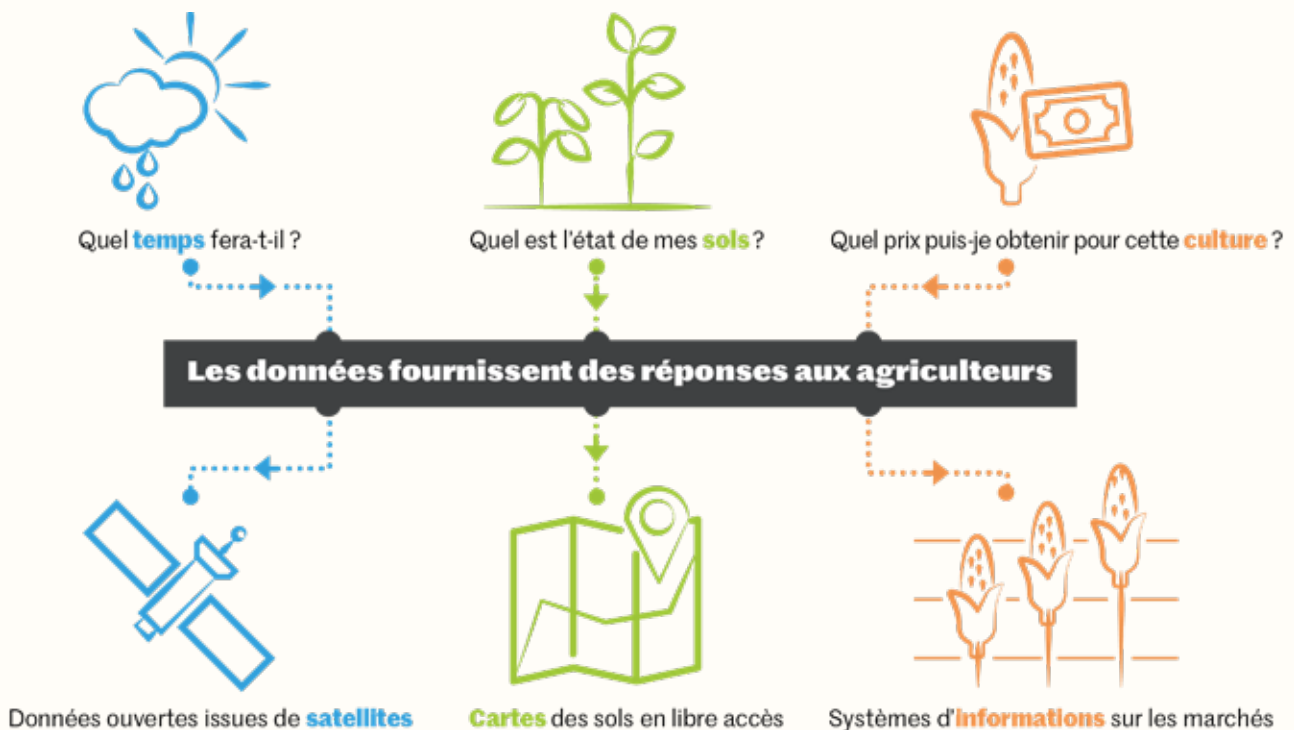 Quel temps fera-t-il ?
Quel est l'état de mes sols ?
Quel prix puis-je obtenir pour cette culture ?
Les données fournissent des réponses aux agriculteurs
Données ouvertes issues de satellites
Cartes des sols en libre accès
Systèmes d'informations sur les marchés